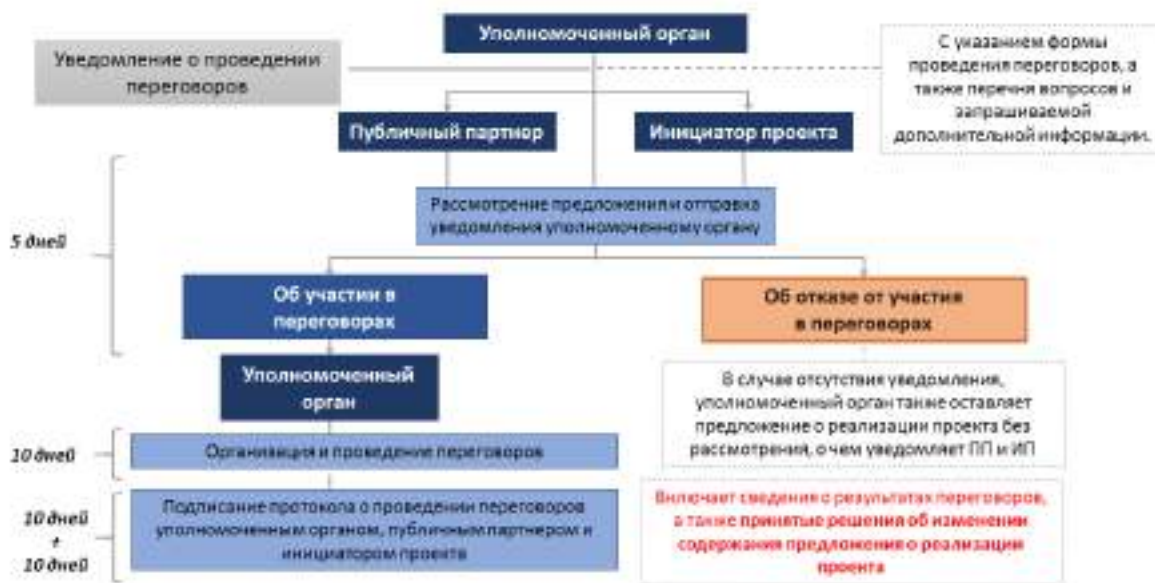 Уполномоченный орган
Уведомление о проведении
переговоров
С указанием формы
проведения переговоров, а
также перечня вопросов и
запрашиваемой
дополнительной информации.
Публичный партнер
Инициатор проекта
5 дней
Рассмотрение предложения и отправка
уведомления уполномоченному органу
Об участии в
переговорах
Об отказе от участия
в переговорах
Уполномоченный
орган
В случае отсутствия уведомления,
уполномоченный орган также оставляет
предложение о реализации проекта без
рассмотрения, о чем уведомляет ПП и ИП
10 дней
Организация и проведение переговоров
10 дней
+
10 дней
Подписание протокола о проведении переговоров
уполномоченным органом, публичным партнером и
инициатором проекта
Включает сведения о результатах переговоров,
а также принятые решения об изменении
содержания предложения о реализации
проекта